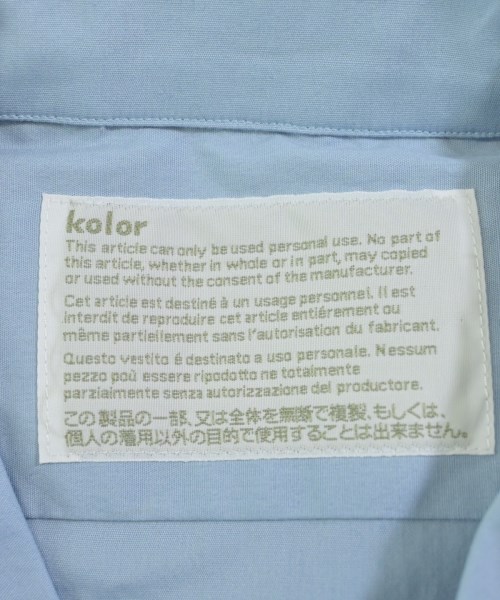 kolor
This article can only be used personal use. No part of
this article, whether in whole or in part, may copied
or used without the consent of the manufacturer.
Cet article est destiné à un usage personnel. Il est
interdit de reproduire cet article entiérement ou
même partiellement sans l'autorisation du fabricant.
Questo vestito é destinato a uso personale. Nessum
pezzo poù essere ripodotto ne totalmente
parzialmente senza autorizzazione del productore.
この製品の一部、又は全体を無断で複製、もしくは、
個人の着用以外の目的で使用することは出来ません。